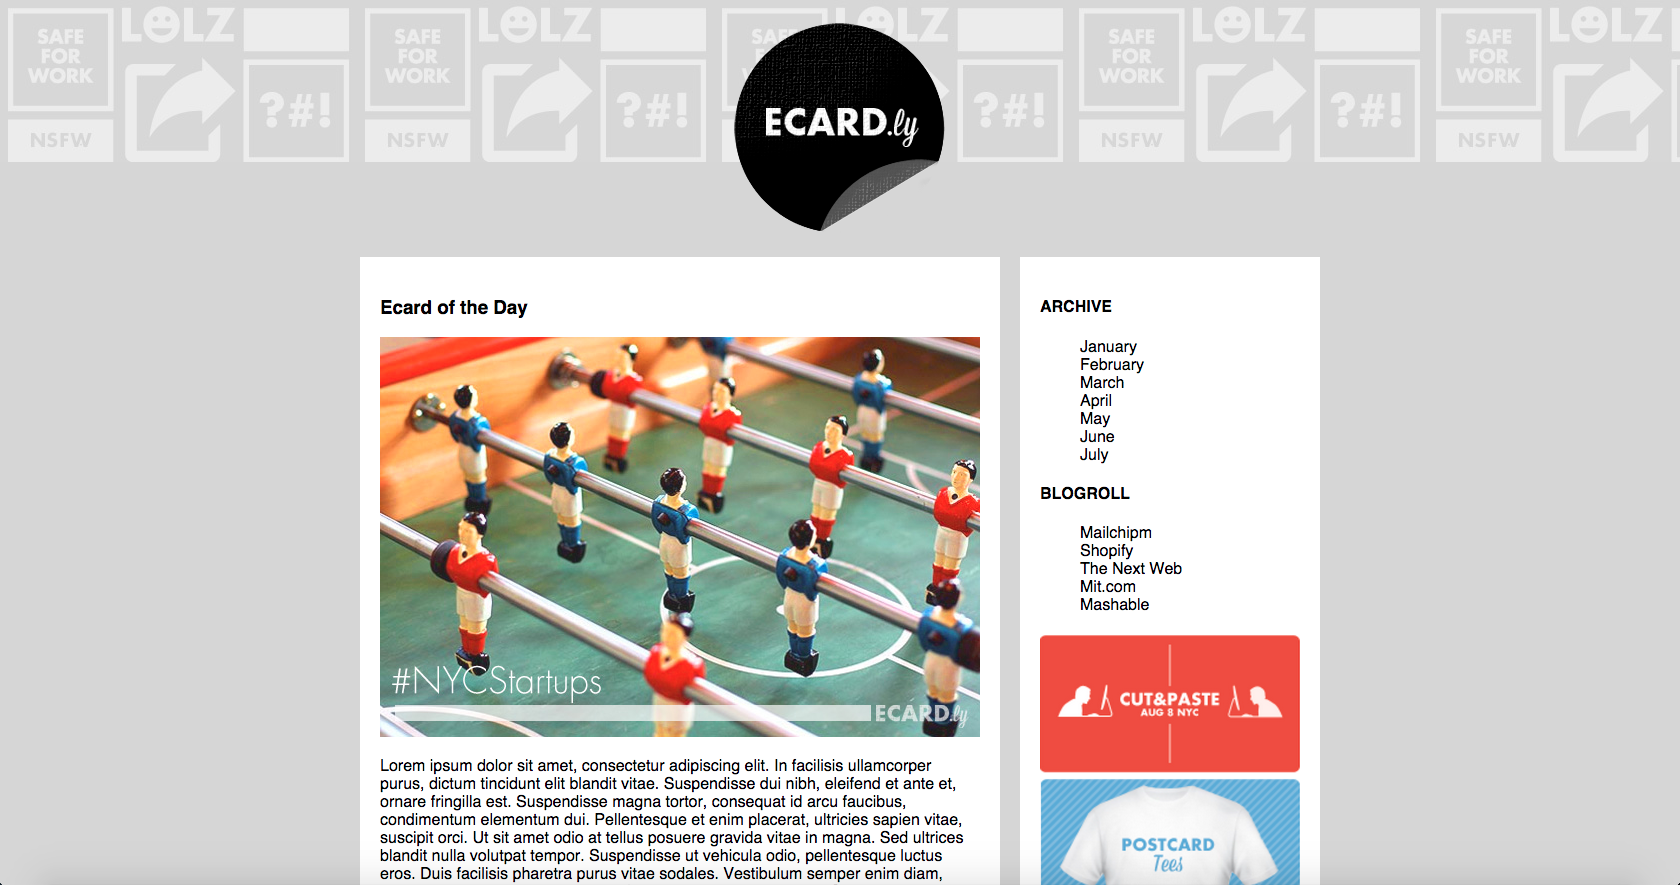 SAFE
FOR
WORK
NSFW
LOLZ
?#!
SAFE
FOR
WORK
NSFW
LOLZ
?#!
SAFE
ECARD.ly
LOLZ
?#!
SAFE
FOR
WORK
NSFW
LOLZ
?#!
SAFE
FOR
WORK
NSFW
LOLZ
Ecard of the Day
#NYCStartups
ECARD.ly
Lorem ipsum dolor sit amet, consectetur adipiscing elit. In facilisis ullamcorper
purus, dictum tincidunt elit blandit vitae. Suspendisse dui nibh, eleifend et ante et,
ornare fringilla est. Suspendisse magna tortor, consequat id arcu faucibus,
condimentum elementum dui. Pellentesque et enim placerat, ultricies sapien vitae,
suscipit orci. Ut sit amet odio at tellus posuere gravida vitae in magna. Sed ultrices
blandit nulla volutpat tempor. Suspendisse ut vehicula odio, pellentesque luctus
eros. Duis facilisis pharetra purus vitae sodales. Vestibulum semper enim diam,
ARCHIVE
January
February
March
April
May
June
July
BLOGROLL
Mailchipm
Shopify
The Next Web
Mit.com
Mashable
CUT&PASTE
AUG 8 NYC
POSTCARD
Tees